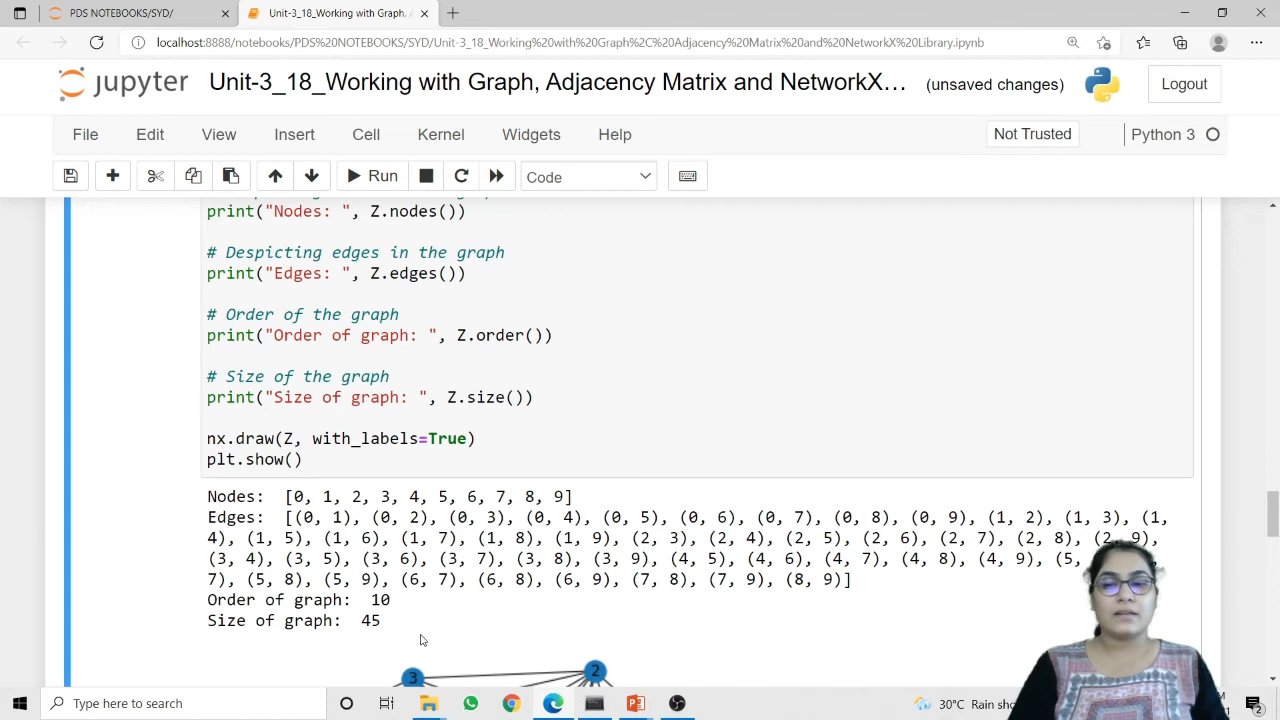 PDS NOTEBOOKS/SYD/
Unit-3_18_Working with Graph,
localhost:8888/notebooks/PDS%20NOTEBOOKS/SYD/Unit-3_18_Working%20with%20Graph%2C%20Adjacency%20Matrix%20and%20NetworkX%20Library.ipynb
jupyter Unit-3_18_Working with Graph, Adjacency Matrix and NetworkX... (unsaved changes) Logout
File Edit View Insert Cell Kernel Widgets Help Not Trusted Python 3
Run Code
print("Nodes: ", Z.nodes())
# Despicting edges in the graph
print("Edges: ", Z.edges())
# Order of the graph
print("Order of graph: ", Z.order())
# Size of the graph
print("Size of graph: ", Z.size())
nx.draw(Z, with_labels=True)
plt.show()
Nodes:  [0, 1, 2, 3, 4, 5, 6, 7, 8, 9]
Edges:  [(0, 1), (0, 2), (0, 3), (0, 4), (0, 5), (0, 6), (0, 7), (0, 8), (0, 9), (1, 2), (1, 3), (1,
4), (1, 5), (1, 6), (1, 7), (1, 8), (1, 9), (2, 3), (2, 4), (2, 5), (2, 6), (2, 7), (2, 8), (2, 9),
(3, 4), (3, 5), (3, 6), (3, 7), (3, 8), (3, 9), (4, 5), (4, 6), (4, 7), (4, 8), (4, 9), (5,
7), (5, 8), (5, 9), (6, 7), (6, 8), (6, 9), (7, 8), (7, 9), (8, 9)]
Order of graph:  10
Size of graph:  45
3 2
Type here to search 30°C Rain 2